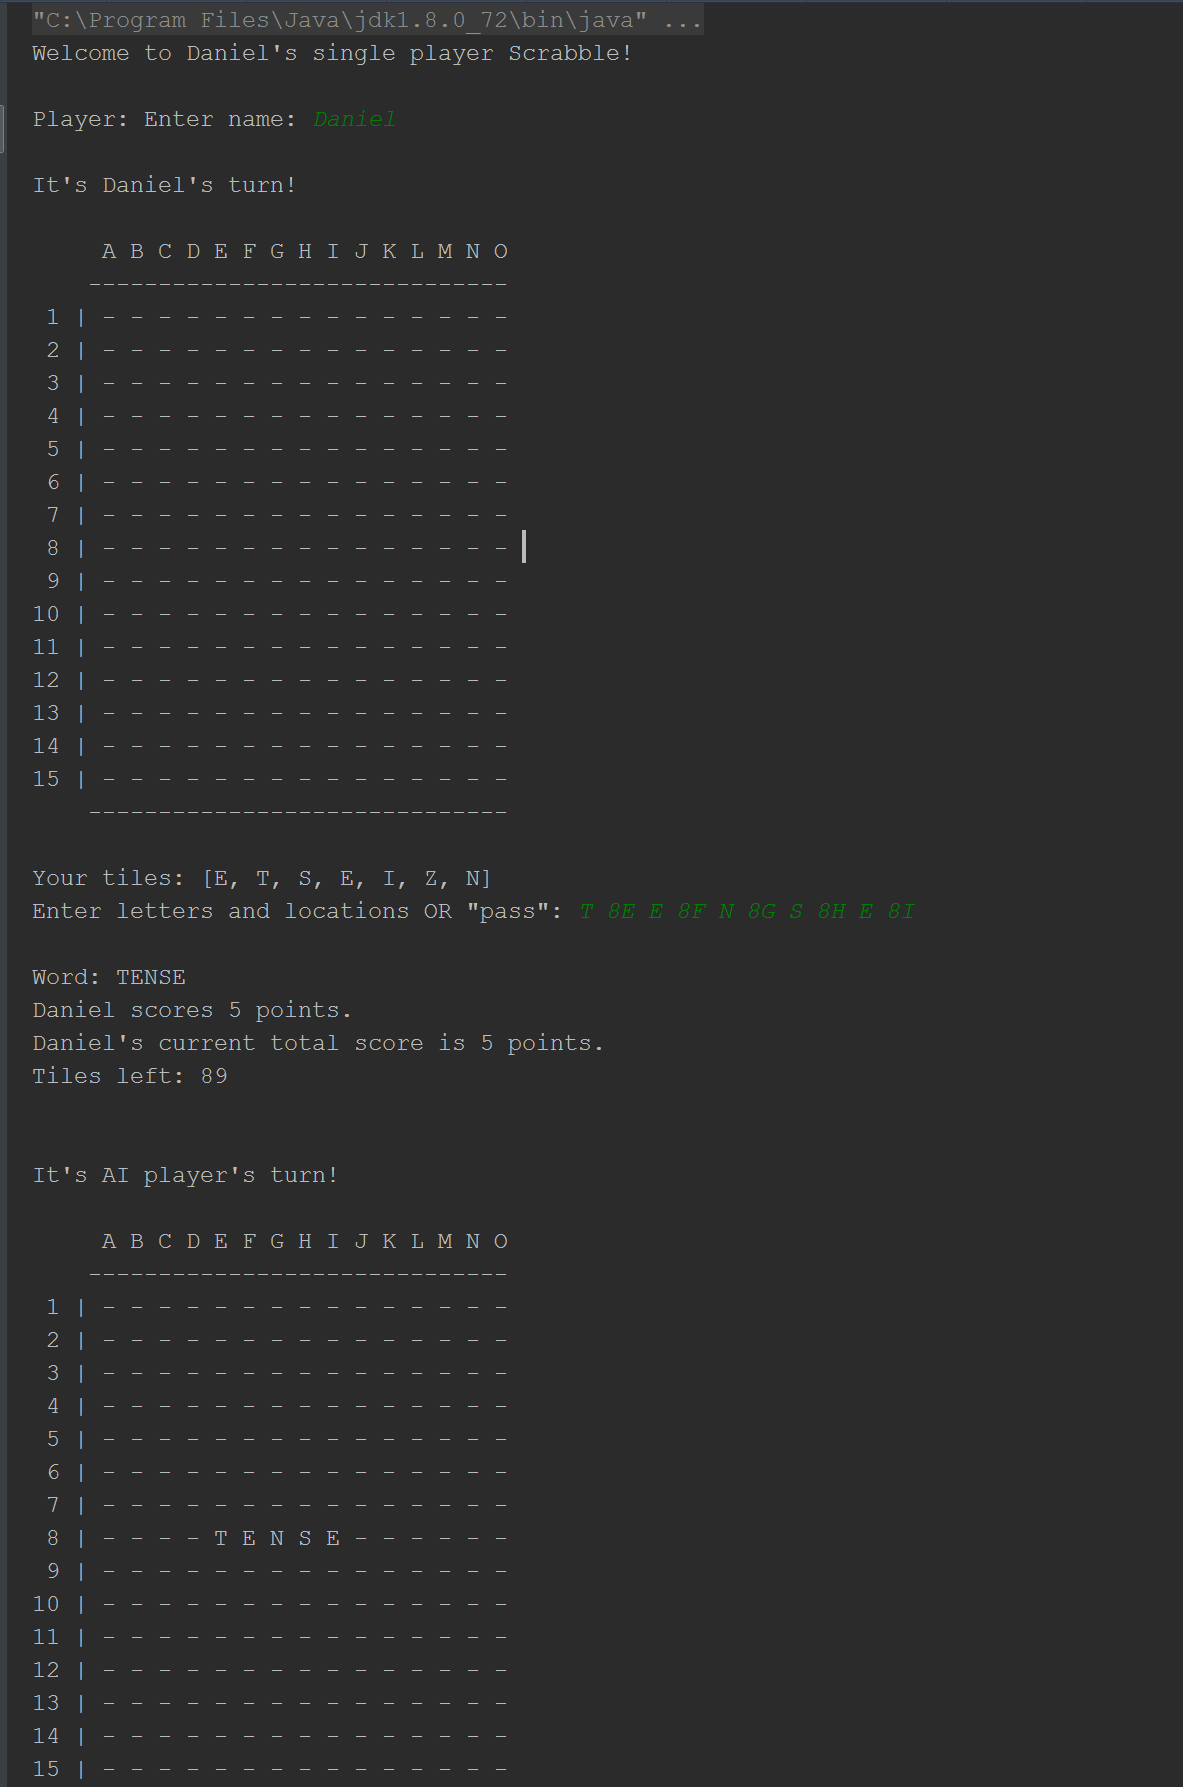 "C:\Program Files\Java\jdk1.8.0_72\bin\java" ...
Welcome to Daniel's single player Scrabble!

Player: Enter name: Daniel

It's Daniel's turn!

     A B C D E F G H I J K L M N O
    ------------------------------
 1 | - - - - - - - - - - - - - - -
 2 | - - - - - - - - - - - - - - -
 3 | - - - - - - - - - - - - - - -
 4 | - - - - - - - - - - - - - - -
 5 | - - - - - - - - - - - - - - -
 6 | - - - - - - - - - - - - - - -
 7 | - - - - - - - - - - - - - - -
 8 | - - - - - - - - - - - - - - -
 9 | - - - - - - - - - - - - - - -
10 | - - - - - - - - - - - - - - -
11 | - - - - - - - - - - - - - - -
12 | - - - - - - - - - - - - - - -
13 | - - - - - - - - - - - - - - -
14 | - - - - - - - - - - - - - - -
15 | - - - - - - - - - - - - - - -
    ------------------------------

Your tiles: [E, T, S, E, I, Z, N]
Enter letters and locations OR "pass": T 8E E 8F N 8G S 8H E 8I

Word: TENSE
Daniel scores 5 points.
Daniel's current total score is 5 points.
Tiles left: 89


It's AI player's turn!

     A B C D E F G H I J K L M N O
    ------------------------------
 1 | - - - - - - - - - - - - - - -
 2 | - - - - - - - - - - - - - - -
 3 | - - - - - - - - - - - - - - -
 4 | - - - - - - - - - - - - - - -
 5 | - - - - - - - - - - - - - - -
 6 | - - - - - - - - - - - - - - -
 7 | - - - - - - - - - - - - - - -
 8 | - - - - T E N S E - - - - - -
 9 | - - - - - - - - - - - - - - -
10 | - - - - - - - - - - - - - - -
11 | - - - - - - - - - - - - - - -
12 | - - - - - - - - - - - - - - -
13 | - - - - - - - - - - - - - - -
14 | - - - - - - - - - - - - - - -
15 | - - - - - - - - - - - - - - -